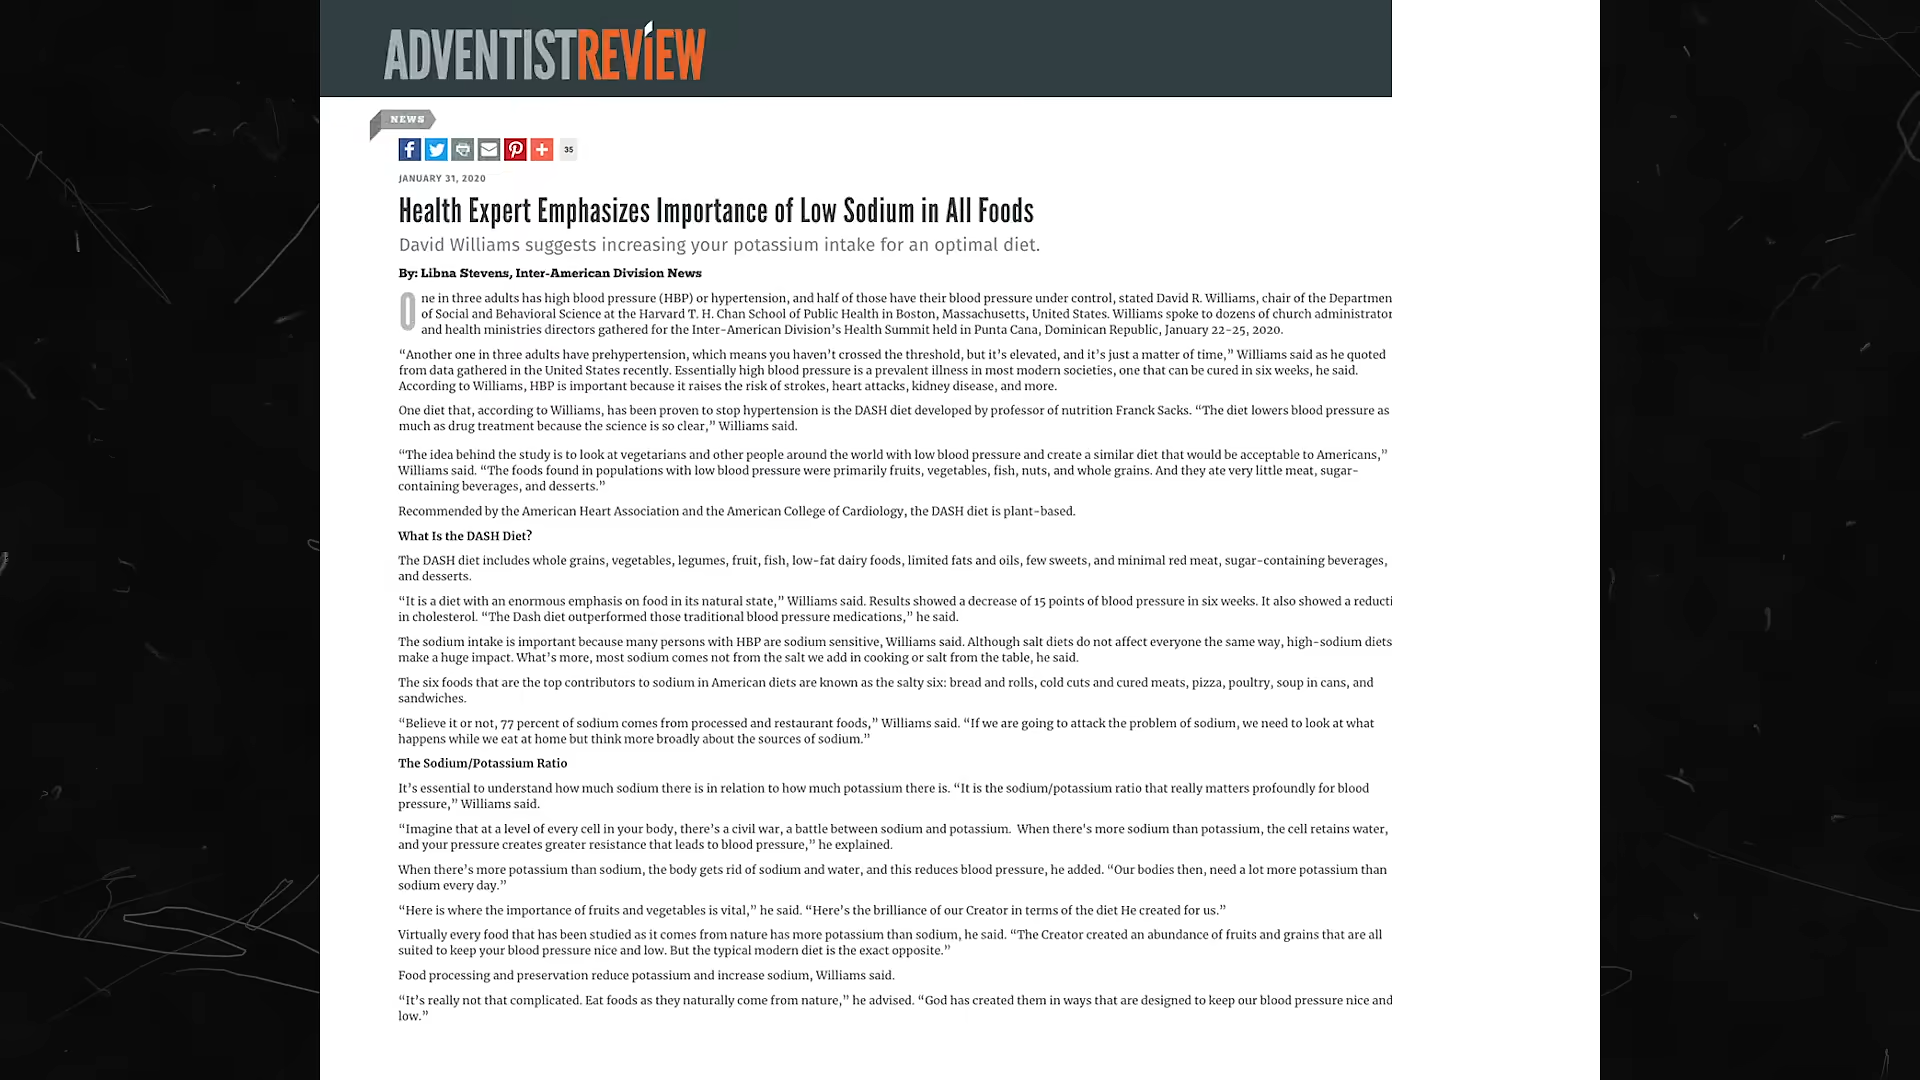 ADVENTISTREVIEW
NEWS
35
JANUARY 31, 2020
Health Expert Emphasizes Importance of Low Sodium in All Foods
David Williams suggests increasing your potassium intake for an optimal diet.
By: Libna Stevens, Inter-American Division News
One in three adults has high blood pressure (HBP) or hypertension, and half of those have their blood pressure under control, stated David R. Williams, chair of the Departmen
of Social and Behavioral Science at the Harvard T. H. Chan School of Public Health in Boston, Massachusetts, United States. Williams spoke to dozens of church administrator
and health ministries directors gathered for the Inter-American Division’s Health Summit held in Punta Cana, Dominican Republic, January 22-25, 2020.
“Another one in three adults have prehypertension, which means you haven’t crossed the threshold, but it’s elevated, and it’s just a matter of time,” Williams said as he quoted
from data gathered in the United States recently. Essentially high blood pressure is a prevalent illness in most modern societies, one that can be cured in six weeks, he said.
According to Williams, HBP is important because it raises the risk of strokes, heart attacks, kidney disease, and more.
One diet that, according to Williams, has been proven to stop hypertension is the DASH diet developed by professor of nutrition Franck Sacks. “The diet lowers blood pressure as
much as drug treatment because the science is so clear,” Williams said.
“The idea behind the study is to look at vegetarians and other people around the world with low blood pressure and create a similar diet that would be acceptable to Americans,”
Williams said. “The foods found in populations with low blood pressure were primarily fruits, vegetables, fish, nuts, and whole grains. And they ate very little meat, sugar-
containing beverages, and desserts.”
Recommended by the American Heart Association and the American College of Cardiology, the DASH diet is plant-based.
What Is the DASH Diet?
The DASH diet includes whole grains, vegetables, legumes, fruit, fish, low-fat dairy foods, limited fats and oils, few sweets, and minimal red meat, sugar-containing beverages,
and desserts.
“It is a diet with an enormous emphasis on food in its natural state,” Williams said. Results showed a decrease of 15 points of blood pressure in six weeks. It also showed a reducti
in cholesterol. “The Dash diet outperformed those traditional blood pressure medications,” he said.
The sodium intake is important because many persons with HBP are sodium sensitive, Williams said. Although salt diets do not affect everyone the same way, high-sodium diets
make a huge impact. What’s more, most sodium comes not from the salt we add in cooking or salt from the table, he said.
The six foods that are the top contributors to sodium in American diets are known as the salty six: bread and rolls, cold cuts and cured meats, pizza, poultry, soup in cans, and
sandwiches.
“Believe it or not, 77 percent of sodium comes from processed and restaurant foods,” Williams said. “If we are going to attack the problem of sodium, we need to look at what
happens while we eat at home but think more broadly about the sources of sodium.”
The Sodium/Potassium Ratio
It’s essential to understand how much sodium there is in relation to how much potassium there is. “It is the sodium/potassium ratio that really matters profoundly for blood
pressure,” Williams said.
“Imagine that at a level of every cell in your body, there’s a civil war, a battle between sodium and potassium. When there's more sodium than potassium, the cell retains water,
and your pressure creates greater resistance that leads to blood pressure,” he explained.
When there’s more potassium than sodium, the body gets rid of sodium and water, and this reduces blood pressure, he added. “Our bodies then, need a lot more potassium than
sodium every day.”
“Here is where the importance of fruits and vegetables is vital,” he said. “Here’s the brilliance of our Creator in terms of the diet He created for us.”
Virtually every food that has been studied as it comes from nature has more potassium than sodium, he said. “The Creator created an abundance of fruits and grains that are all
suited to keep your blood pressure nice and low. But the typical modern diet is the exact opposite.”
Food processing and preservation reduce potassium and increase sodium, Williams said.
“It’s really not that complicated. Eat foods as they naturally come from nature,” he advised. “God has created them in ways that are designed to keep our blood pressure nice and
low.”